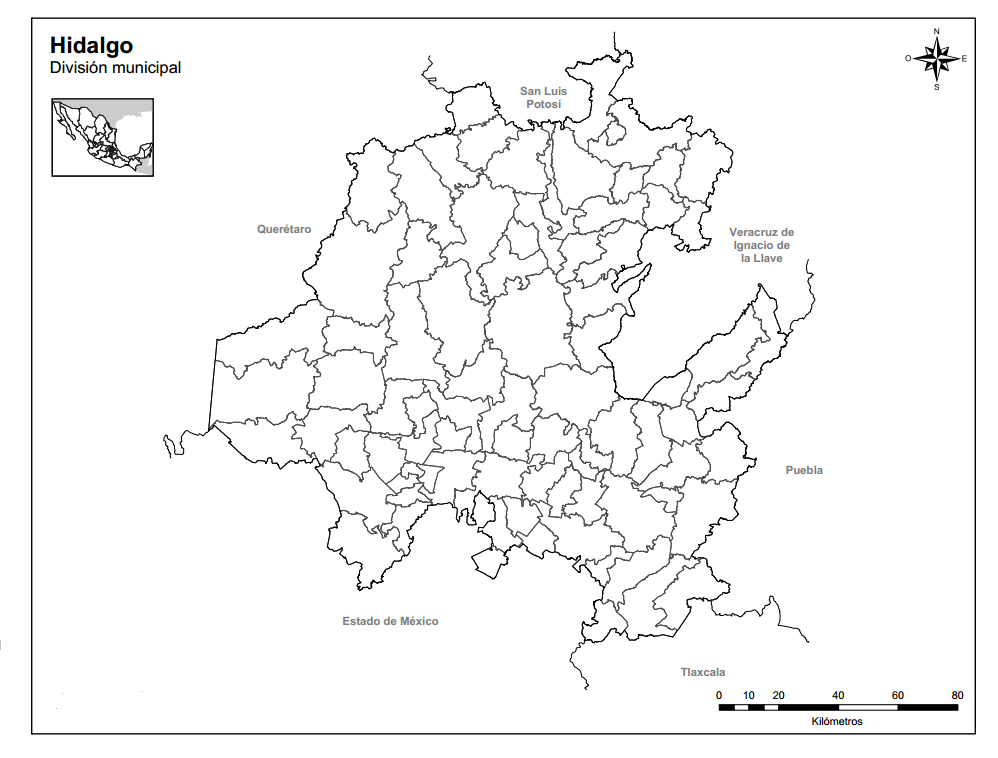 Hidalgo
División municipal
N
O
E
S
San Luis
Potosí
Querétaro
Veracruz de
Ignacio de
la Llave
Puebla
Estado de México
Tlaxcala
0 10 20 40 60 80
Kilómetros